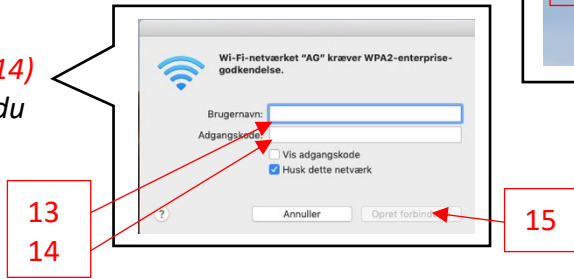 14)
du
Wi-Fi-netværket "AG" kræver WPA2-enterprise-
godkendelse.
Brugernavn:
Adgangskode:
Vis adgangskode
Husk dette netværk
13
14
? Annuller Opret
15